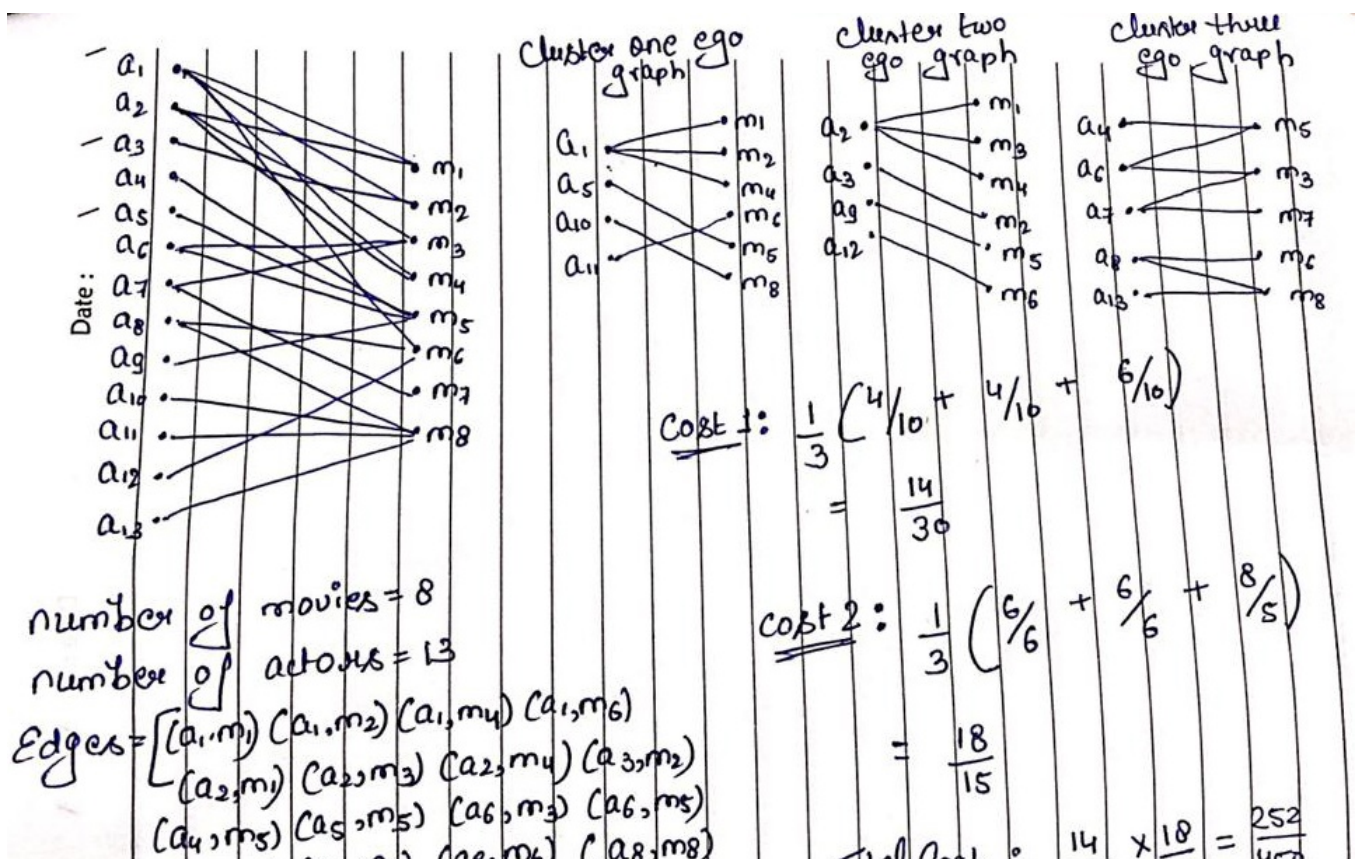 Date:
a1
a2
a3
a4
a5
a6
a7
a8
a9
a10
a11
a12
a13
m1
m2
m3
m4
m5
m6
m7
m8
cluster one ego
graph
a1
a5
a10
a11
m1
m2
m4
m6
m5
m8
cluster two
ego graph
a2
a3
a9
a12
m1
m3
m4
m2
m5
m6
cluster three
ego graph
a4
a6
a7
a8
a13
m5
m3
m7
m6
m8
cost 1: 1/3 (4/10 + 4/10 + 6/10)
= 14/30
cost 2: 1/3 (6/6 + 6/6 + 8/5)
= 18/15
number of movies = 8
number of actors = 13
Edges = [(a1,m1) (a1,m2) (a1,m4) (a1,m6)
(a2,m1) (a2,m3) (a2,m4) (a3,m2)
(a4,m5) (a5,m5) (a6,m3) (a6,m5)
(a8,m8)
14 × 18 = 252